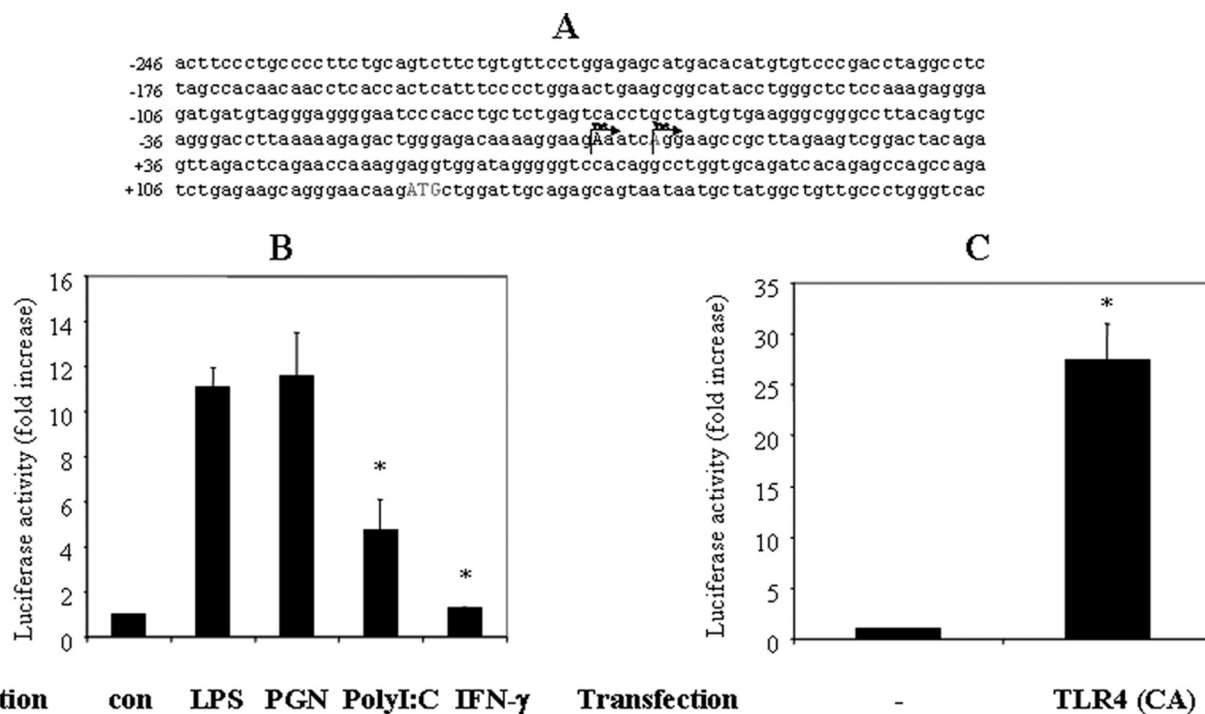 A
-246 acttccctgccccttctgcagtcttctgtgttcctggagagcatgacacatgtgtcccgacctaggcctc
-176 tagccacaacaacctcaccactcatttcccctggaactgaagcggcatacctgggctctccaaagaggga
-106 gatgatgtagggaggggaatcccacctgctctgagtcacctgctagtgtgaagggcgggccttacagtgc
-36 agggaccttaaaaagagactgggagacaaaaggaagAaatcAggaagccgcttagaagtcggactacaga
+36 gttagactcagaaccaaaggaggtggatagggggtccacaggcctggtgcagatcacagagccagccaga
+106 tctgagaagcagggaacaagATGctggattgcagagcagtaataatgctatggctgttgccctgggtcac
B
Luciferase activity (fold increase)
16
14
12
10
8
6
4
2
0
*
*
tion con LPS PGN PolyI:C IFN-γ
C
Luciferase activity (fold increase)
35
30
25
20
15
10
5
0
*
Transfection - TLR4 (CA)